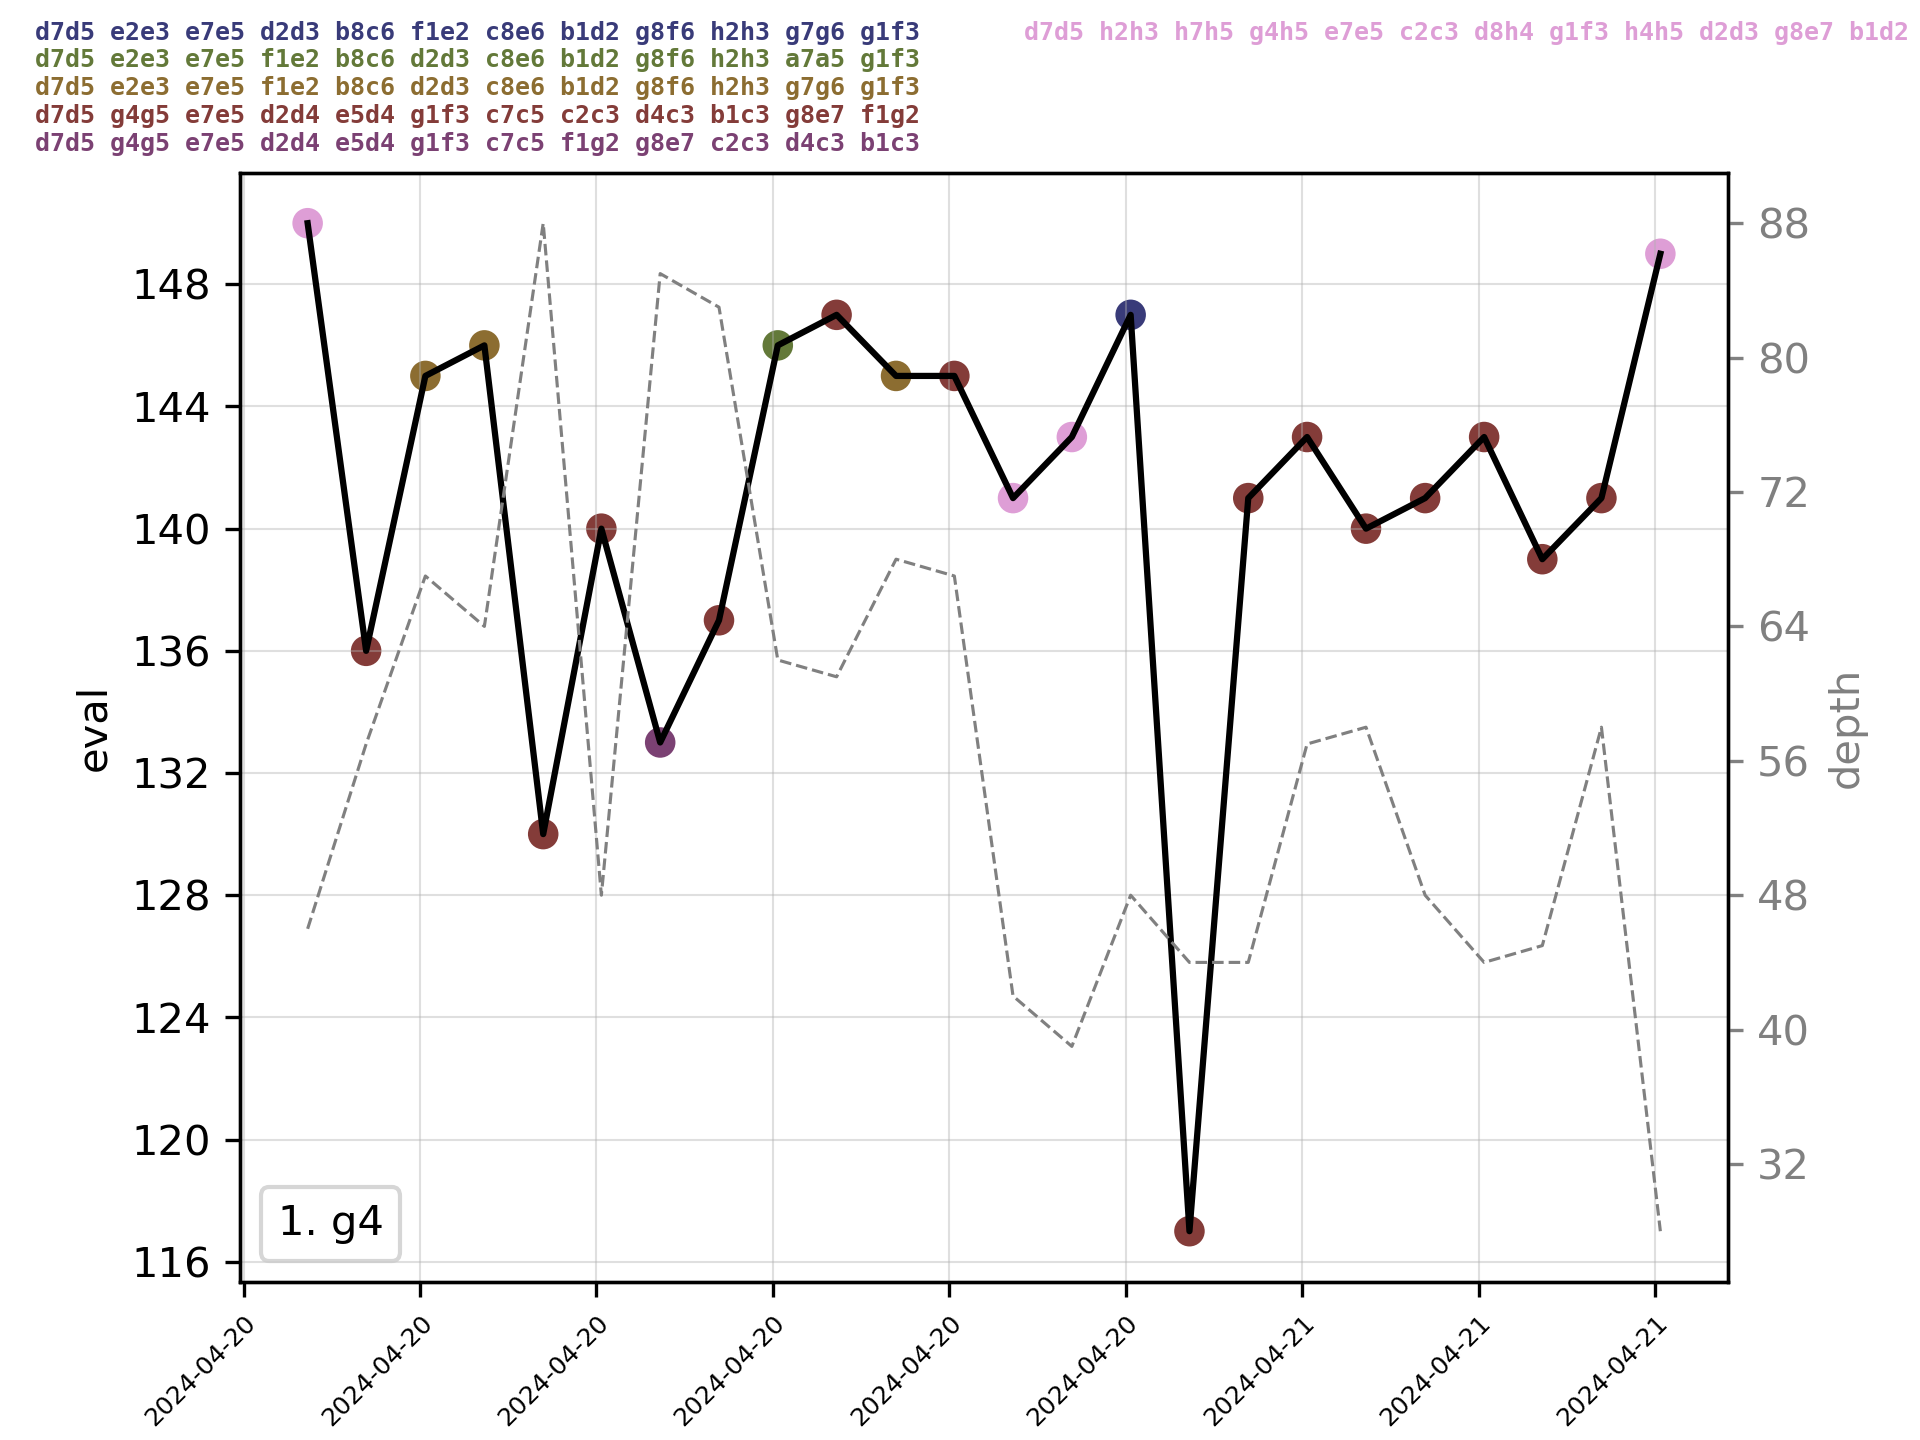 d7d5 e2e3 e7e5 d2d3 b8c6 f1e2 c8e6 b1d2 g8f6 h2h3 g7g6 g1f3
d7d5 e2e3 e7e5 f1e2 b8c6 d2d3 c8e6 b1d2 g8f6 h2h3 a7a5 g1f3
d7d5 e2e3 e7e5 f1e2 b8c6 d2d3 c8e6 b1d2 g8f6 h2h3 g7g6 g1f3
d7d5 g4g5 e7e5 d2d4 e5d4 g1f3 c7c5 c2c3 d4c3 b1c3 g8e7 f1g2
d7d5 g4g5 e7e5 d2d4 e5d4 g1f3 c7c5 f1g2 g8e7 c2c3 d4c3 b1c3
d7d5 h2h3 h7h5 g4h5 e7e5 c2c3 d8h4 g1f3 h4h5 d2d3 g8e7 b1d2
eval
148
144
140
136
132
128
124
120
116
88
80
72
64
56
48
40
32
depth
1. g4
2024-04-20
2024-04-20
2024-04-20
2024-04-20
2024-04-20
2024-04-20
2024-04-21
2024-04-21
2024-04-21